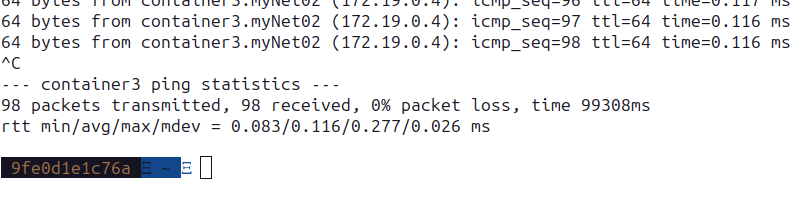 64 bytes from container3.myNet02 (172.19.0.4): icmp_seq=96 ttl=64 time=0.117 ms
64 bytes from container3.myNet02 (172.19.0.4): icmp_seq=97 ttl=64 time=0.116 ms
64 bytes from container3.myNet02 (172.19.0.4): icmp_seq=98 ttl=64 time=0.116 ms
^C
--- container3 ping statistics ---
98 packets transmitted, 98 received, 0% packet loss, time 99308ms
rtt min/avg/max/mdev = 0.083/0.116/0.277/0.026 ms
9fe0d1e1c76a Ξ ~ Ξ